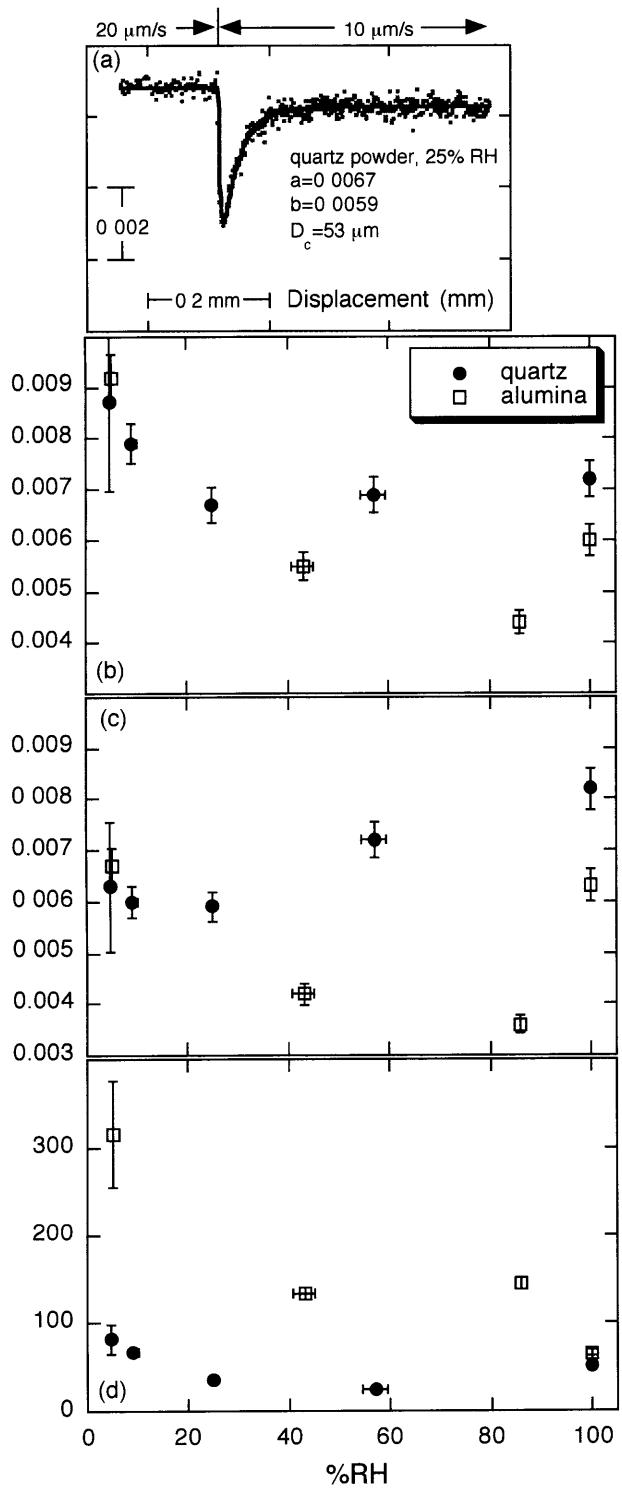 20 μm/s 10 μm/s
(a)
quartz powder, 25% RH
a=0 0067
b=0 0059
D_c=53 μm
0 002
0 2 mm Displacement (mm)
quartz
alumina
0.009
0.008
0.007
0.006
0.005
0.004
(b)
(c)
0.009
0 008
0.007
0 006
0 005
0.004
0.003
300
200
100
0
(d)
0 20 40 60 80 100
%RH